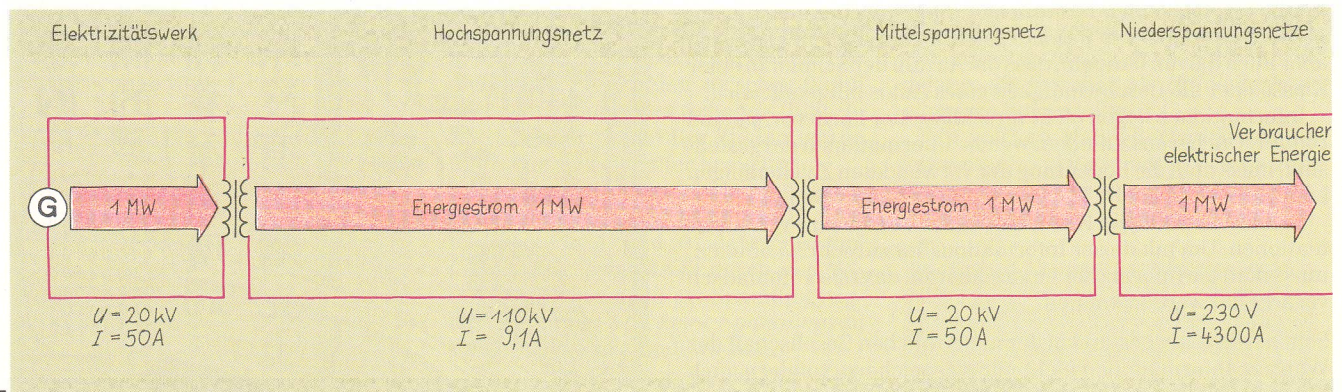 Elektrizitätswerk
Hochspannungsnetz
Mittelspannungsnetz
Niederspannungsnetze
Verbraucher
elektrischer Energie
G
1 MW
Energiestrom 1 MW
Energiestrom 1 MW
1 MW
U = 20 kV
I = 50 A
U = 110 kV
I = 9,1 A
U = 20 kV
I = 50 A
U = 230 V
I = 4300 A